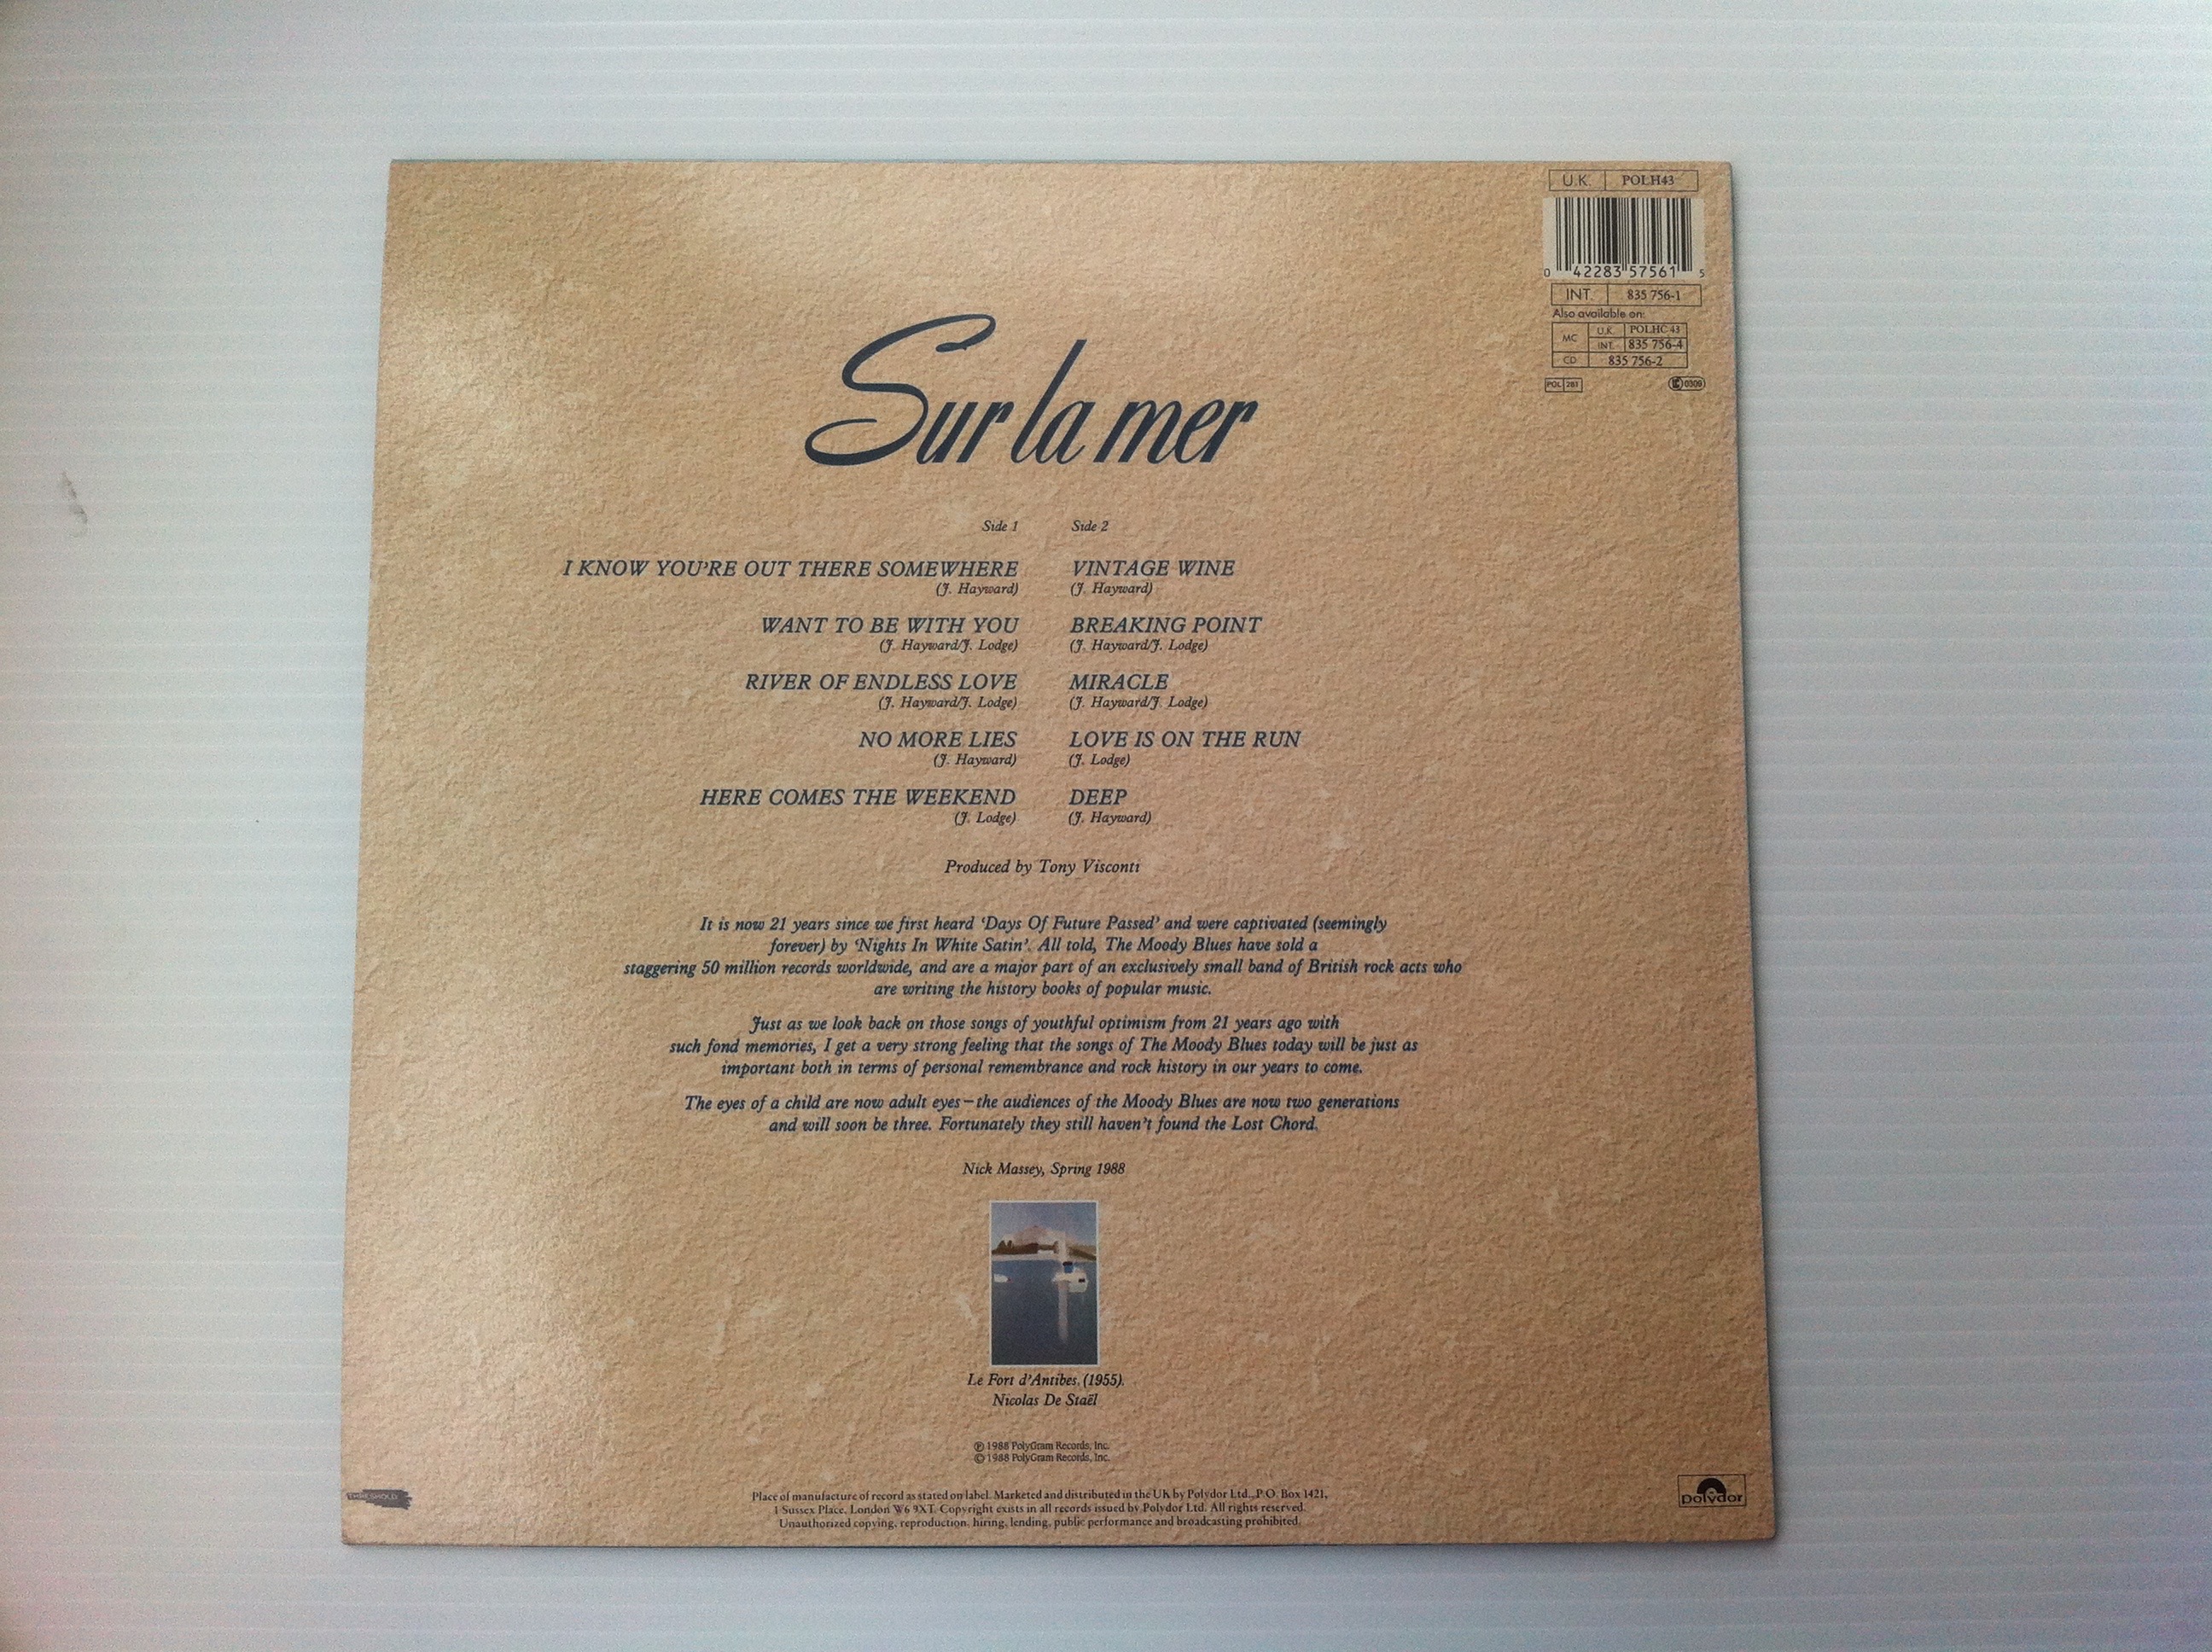 U.K. POLH43
0 42283 57561 5
INT. 835 756-1
Also available on:
MC U.K. POLHC 43
INT. 835 756-4
CD 835 756-2
POL 281
0309
Sur la mer
Side 1
I KNOW YOU'RE OUT THERE SOMEWHERE
(J. Hayward)
WANT TO BE WITH YOU
(J. Hayward/J. Lodge)
RIVER OF ENDLESS LOVE
(J. Hayward/J. Lodge)
NO MORE LIES
(J. Hayward)
HERE COMES THE WEEKEND
(J. Lodge)
Side 2
VINTAGE WINE
(J. Hayward)
BREAKING POINT
(J. Hayward/J. Lodge)
MIRACLE
(J. Hayward/J. Lodge)
LOVE IS ON THE RUN
(J. Lodge)
DEEP
(J. Hayward)
Produced by Tony Visconti
It is now 21 years since we first heard 'Days Of Future Passed' and were captivated (seemingly
forever) by 'Nights In White Satin'. All told, The Moody Blues have sold a
staggering 50 million records worldwide, and are a major part of an exclusively small band of British rock acts who
are writing the history books of popular music.
Just as we look back on those songs of youthful optimism from 21 years ago with
such fond memories, I get a very strong feeling that the songs of The Moody Blues today will be just as
important both in terms of personal remembrance and rock history in our years to come.
The eyes of a child are now adult eyes—the audiences of the Moody Blues are now two generations
and will soon be three. Fortunately they still haven't found the Lost Chord.
Nick Massey, Spring 1988
Le Fort d'Antibes. (1955).
Nicolas De Staël
℗ 1988 PolyGram Records, Inc.
© 1988 PolyGram Records, Inc.
Place of manufacture of record as stated on label. Marketed and distributed in the UK by Polydor Ltd., P.O. Box 1421,
1 Sussex Place, London W6 9XT. Copyright exists in all records issued by Polydor Ltd. All rights reserved.
Unauthorized copying, reproduction, hiring, lending, public performance and broadcasting prohibited.
THRESHOLD
polydor